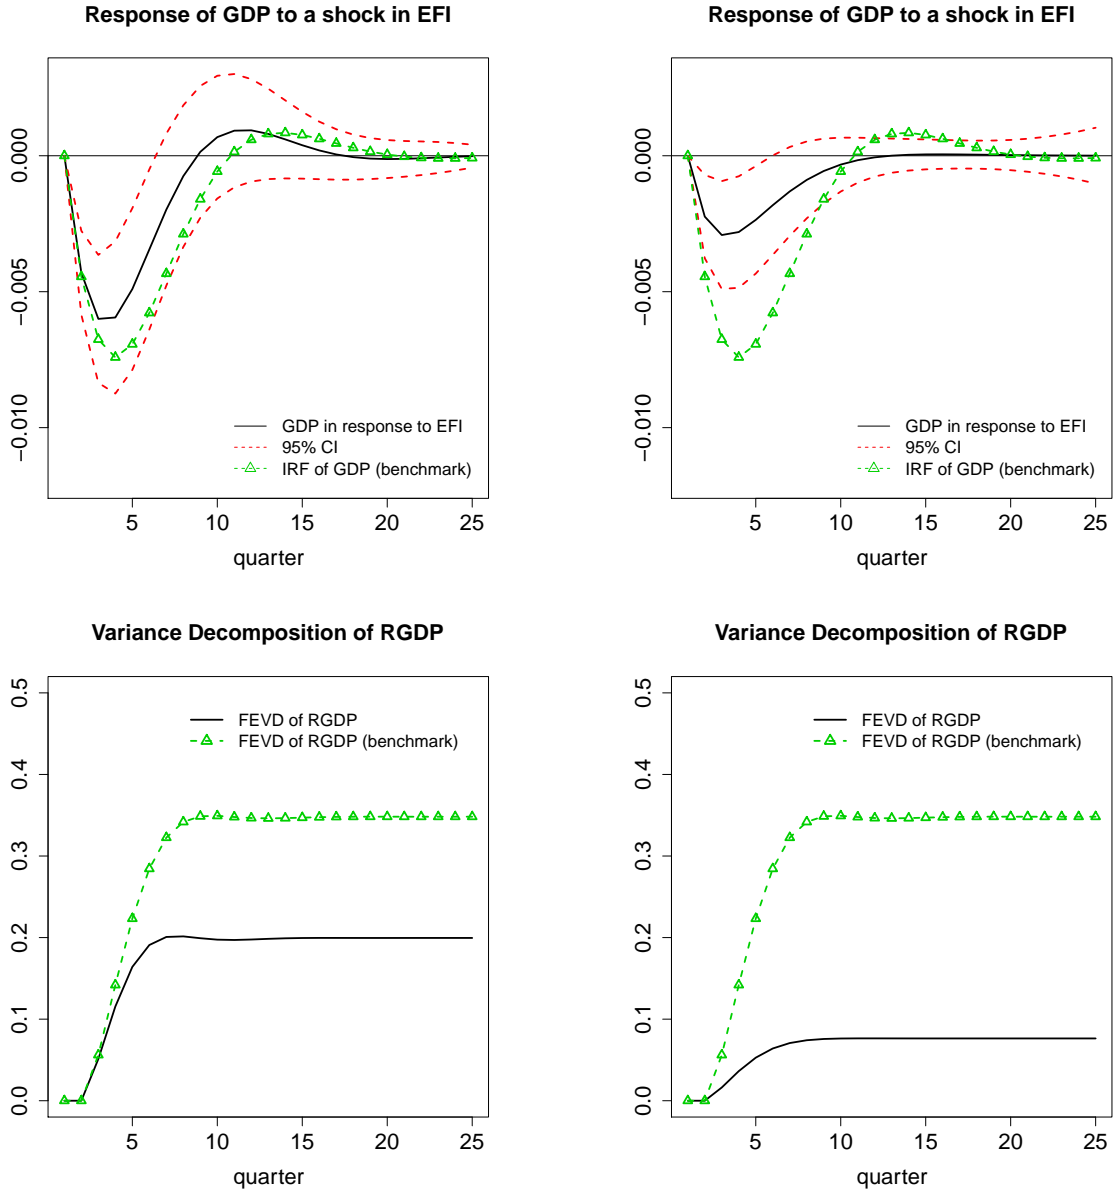 Response of GDP to a shock in EFI
0.000
−0.005
−0.010
GDP in response to EFI
95% CI
IRF of GDP (benchmark)
5 10 15 20 25
quarter
Response of GDP to a shock in EFI
0.000
−0.005
−0.010
GDP in response to EFI
95% CI
IRF of GDP (benchmark)
5 10 15 20 25
quarter
Variance Decomposition of RGDP
0.5
0.4
0.3
0.2
0.1
0.0
FEVD of RGDP
FEVD of RGDP (benchmark)
5 10 15 20 25
quarter
Variance Decomposition of RGDP
0.5
0.4
0.3
0.2
0.1
0.0
FEVD of RGDP
FEVD of RGDP (benchmark)
5 10 15 20 25
quarter